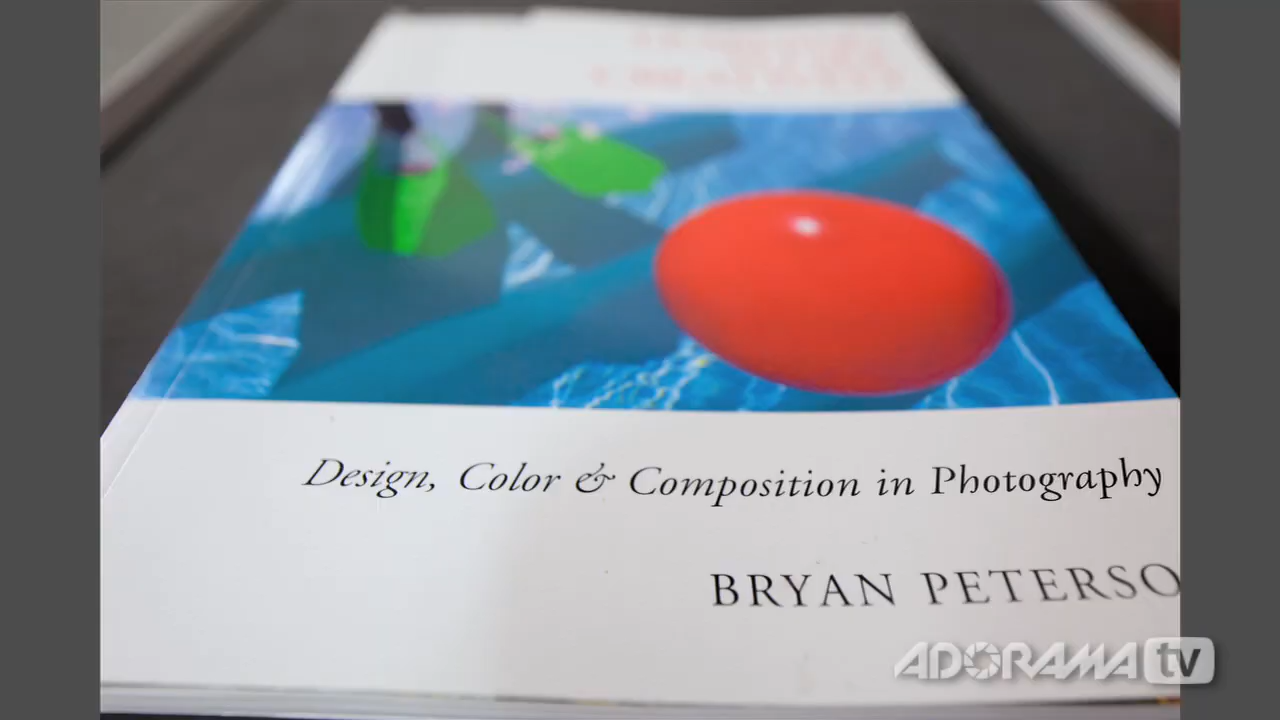 Design, Color & Composition in Photography
BRYAN PETERSO
ADORAMA tv